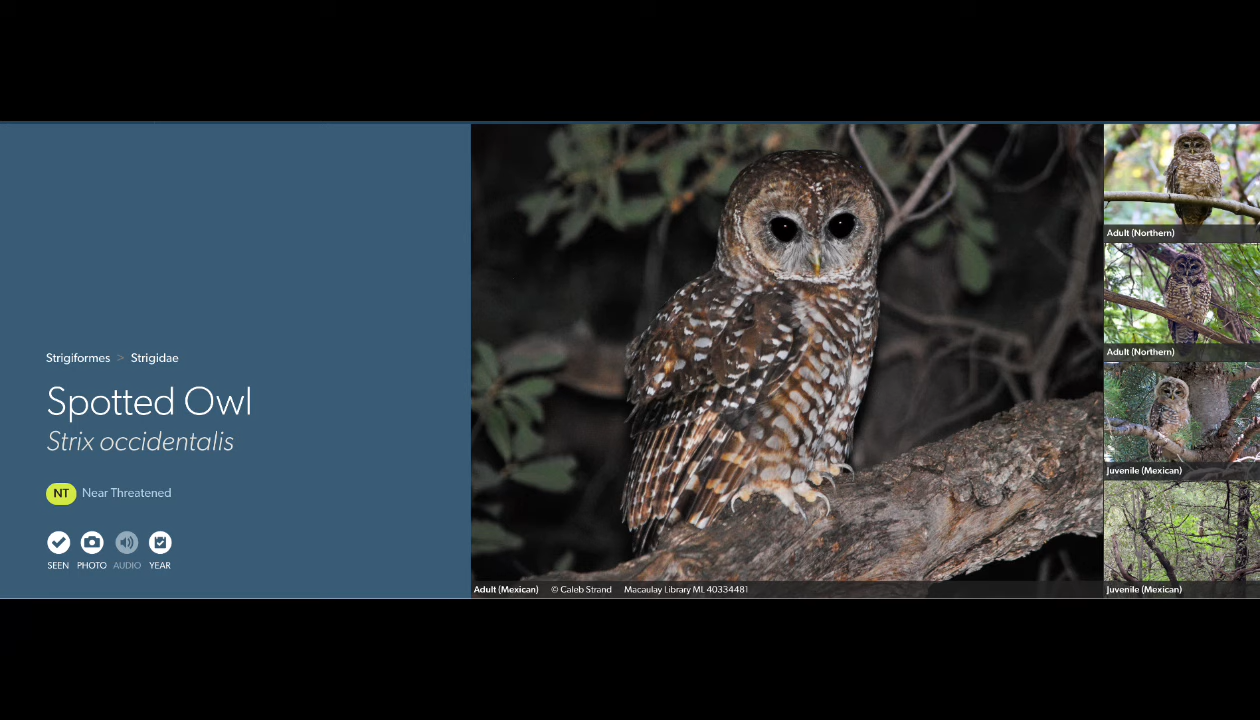 Strigiformes > Strigidae
Spotted Owl
Strix occidentalis
NT Near Threatened
SEEN PHOTO AUDIO YEAR
Adult (Mexican) © Caleb Strand Macaulay Library ML 40334481
Adult (Northern)
Adult (Northern)
Juvenile (Mexican)
Juvenile (Mexican)